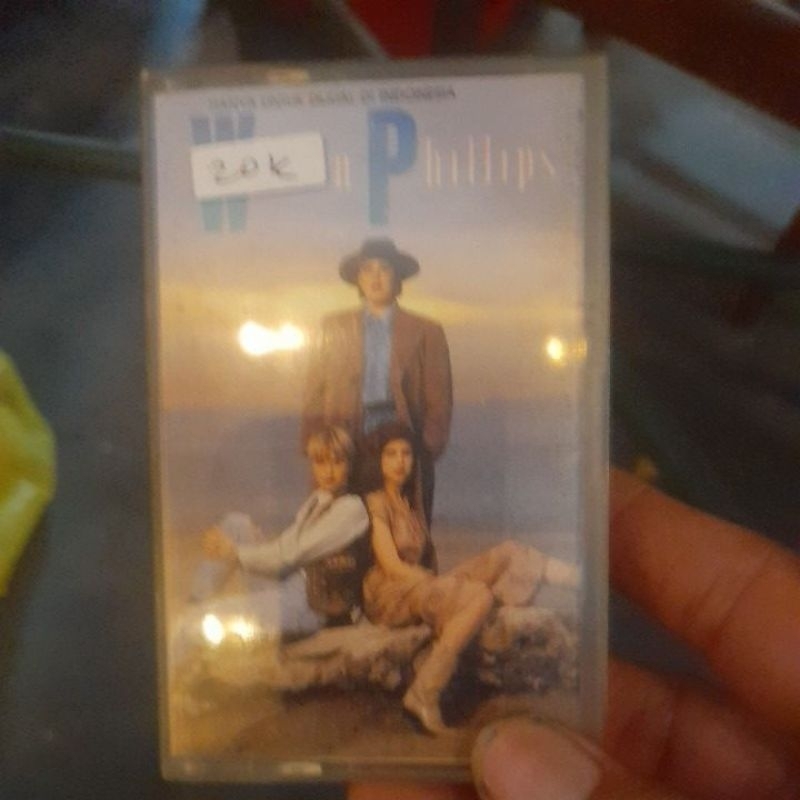 HANYA UNTUK DIJUAL DI INDONESIA
W n Phillips
20k